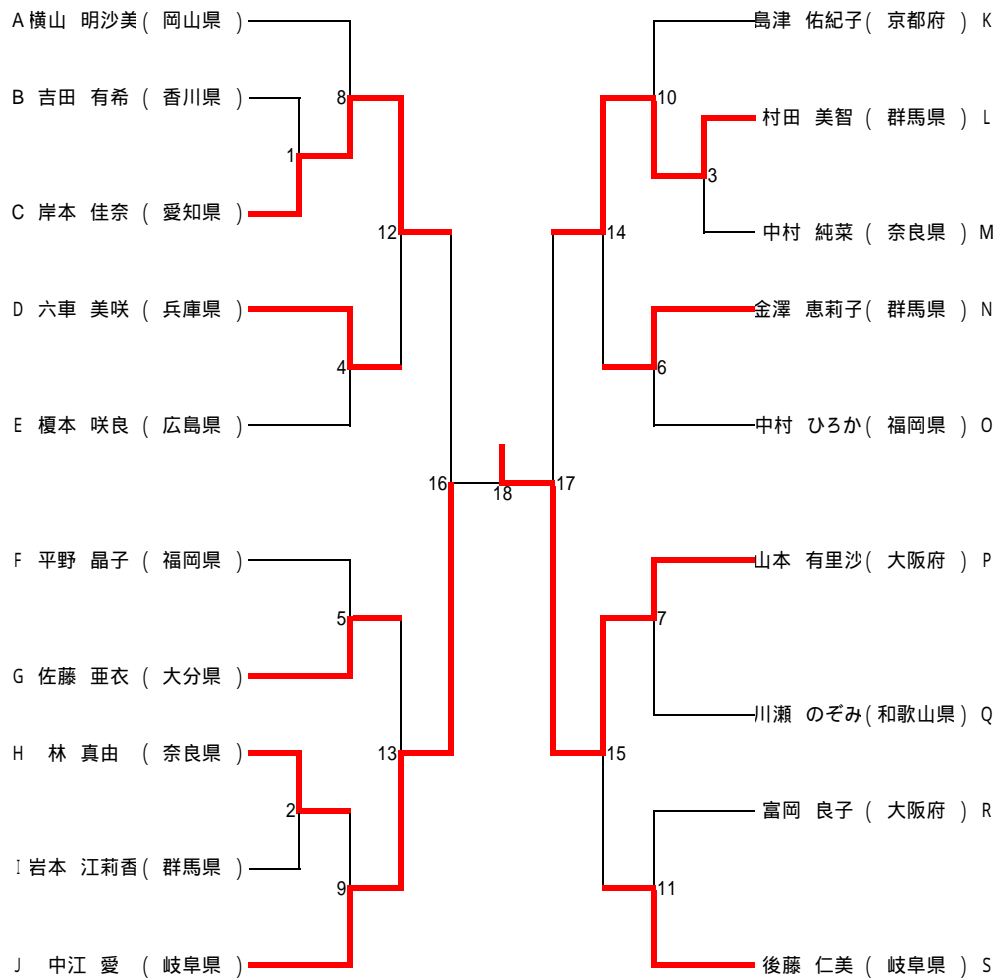 A 横山 明沙美 ( 岡山県 )
B 吉田 有希 ( 香川県 )
C 岸本 佳奈 ( 愛知県 )
D 六車 美咲 ( 兵庫県 )
E 榎本 咲良 ( 広島県 )
F 平野 晶子 ( 福岡県 )
G 佐藤 亜衣 ( 大分県 )
H 林 真由 ( 奈良県 )
I 岩本 江莉香 ( 群馬県 )
J 中江 愛 ( 岐阜県 )
1
2
8
4
5
9
12
13
16
18
17
14
15
10
6
7
11
3
島津 佑紀子 ( 京都府 ) K
村田 美智 ( 群馬県 ) L
中村 純菜 ( 奈良県 ) M
金澤 恵莉子 ( 群馬県 ) N
中村 ひろか ( 福岡県 ) O
山本 有里沙 ( 大阪府 ) P
川瀬 のぞみ ( 和歌山県 ) Q
富岡 良子 ( 大阪府 ) R
後藤 仁美 ( 岐阜県 ) S